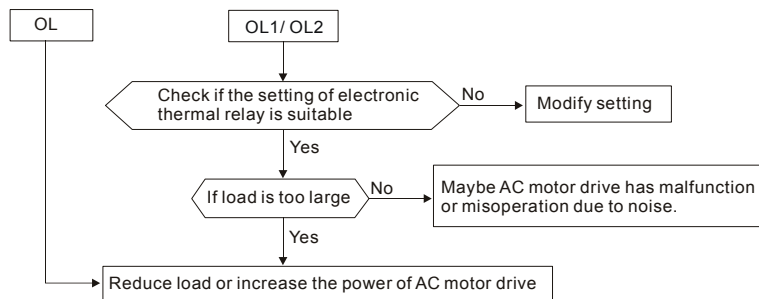 OL
OL1/ OL2
Check if the setting of electronic
thermal relay is suitable
No
Modify setting
Yes
If load is too large
No
Maybe AC motor drive has malfunction
or misoperation due to noise.
Yes
Reduce load or increase the power of AC motor drive